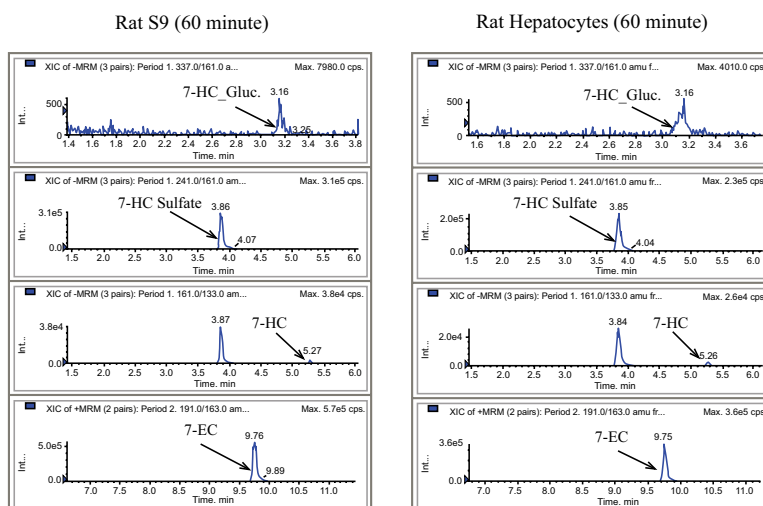 Rat S9 (60 minute)
XIC of -MRM (3 pairs): Period 1. 337.0/161.0 a... Max. 7980.0 cps.
Int...
500
0
7-HC_Gluc.
3.16
3.25
1.4 1.6 1.8 2.0 2.2 2.4 2.6 2.8 3.0 3.2 3.4 3.6 3.8
Time. min
XIC of -MRM (3 pairs): Period 1. 241.0/161.0 am... Max. 3.1e5 cps.
Int...
3.1e5
0.0
7-HC Sulfate
3.86
4.07
1.5 2.0 2.5 3.0 3.5 4.0 4.5 5.0 5.5 6.0
Time. min
XIC of -MRM (3 pairs): Period 1. 161.0/133.0 am... Max. 3.8e4 cps.
Int...
3.8e4
0.0
3.87
7-HC
5.27
1.5 2.0 2.5 3.0 3.5 4.0 4.5 5.0 5.5 6.0
Time. min
XIC of +MRM (2 pairs): Period 2. 191.0/163.0 am... Max. 5.7e5 cps.
Int...
5.0e5
0.0
7-EC
9.76
9.89
7.0 7.5 8.0 8.5 9.0 9.5 10.0 10.5 11.0
Time. min
Rat Hepatocytes (60 minute)
XIC of -MRM (3 pairs): Period 1. 337.0/161.0 amu f... Max. 4010.0 cps.
Int...
500
0
7-HC_Gluc.
3.16
1.6 1.8 2.0 2.2 2.4 2.6 2.8 3.0 3.2 3.4 3.6
Time. min
XIC of -MRM (3 pairs): Period 1. 241.0/161.0 amu fr... Max. 2.3e5 cps.
Int...
2.0e5
0.0
7-HC Sulfate
3.85
4.04
1.5 2.0 2.5 3.0 3.5 4.0 4.5 5.0 5.5 6.0
Time. min
XIC of -MRM (3 pairs): Period 1. 161.0/133.0 amu fr... Max. 2.6e4 cps.
Int...
2.0e4
0.0
3.84
7-HC
5.26
1.5 2.0 2.5 3.0 3.5 4.0 4.5 5.0 5.5 6.0
Time. min
XIC of +MRM (2 pairs): Period 2. 191.0/163.0 amu fr... Max. 3.6e5 cps.
Int...
3.6e5
0.0
7-EC
9.75
7.0 7.5 8.0 8.5 9.0 9.5 10.0 10.5 11.0
Time. min